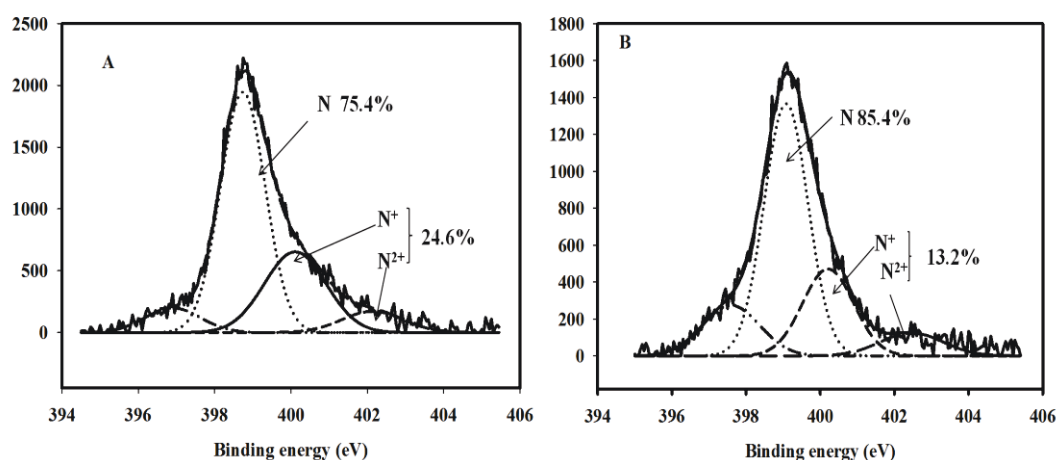 2500
2000
1500
1000
500
0
-500
A
N 75.4%
N⁺
N²⁺
24.6%
394 396 398 400 402 404 406
Binding energy (eV)
1800
1600
1400
1200
1000
800
600
400
200
0
-200
B
N 85.4%
N⁺
N²⁺
13.2%
394 396 398 400 402 404 406
Binding energy (eV)